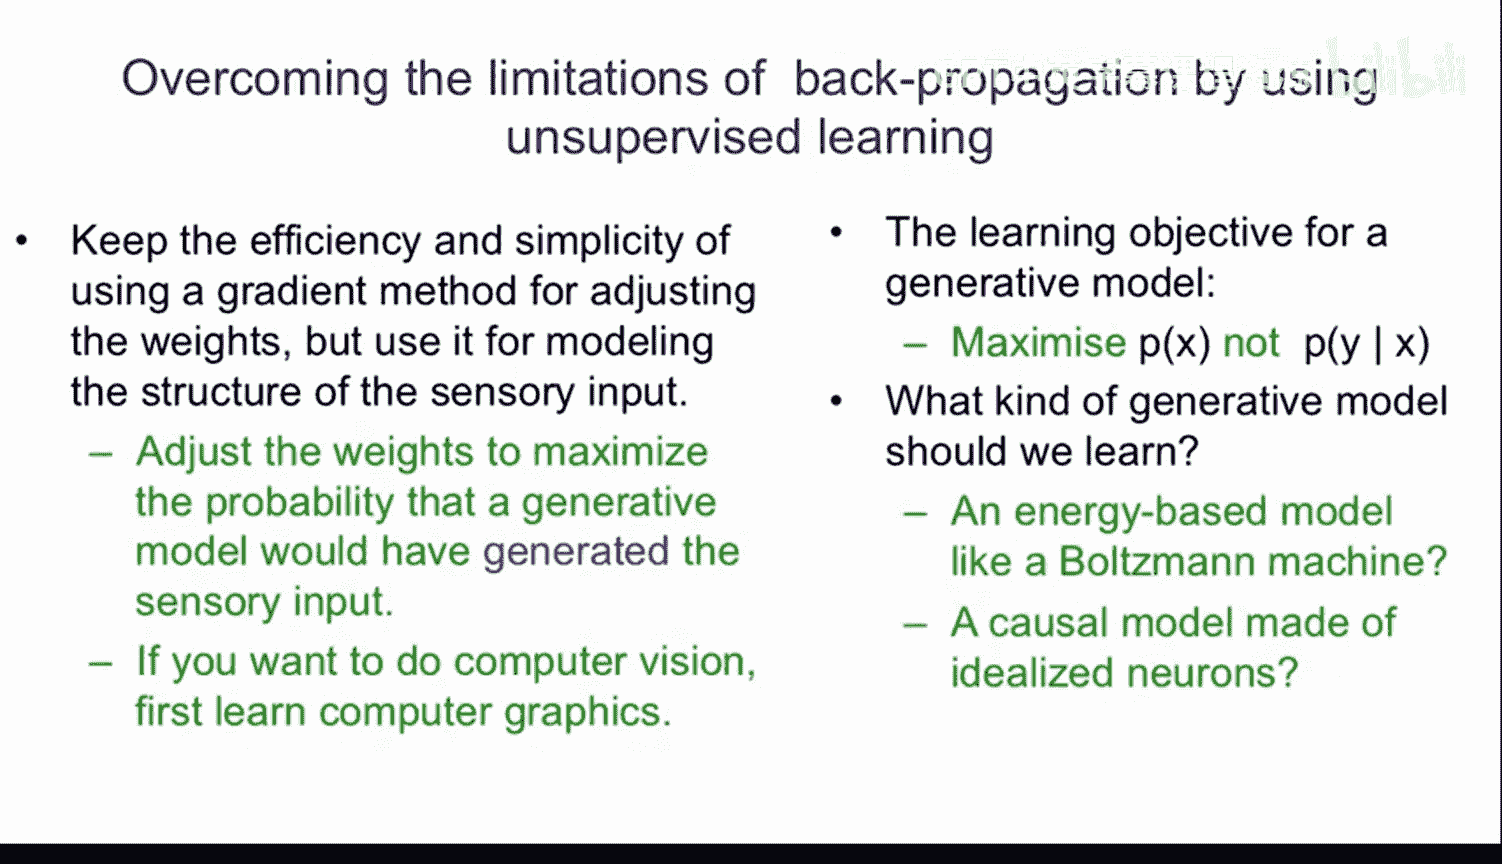 Overcoming the limitations of back-propagation by using
unsupervised learning
• Keep the efficiency and simplicity of
using a gradient method for adjusting
the weights, but use it for modeling
the structure of the sensory input.
– Adjust the weights to maximize
the probability that a generative
model would have generated the
sensory input.
– If you want to do computer vision,
first learn computer graphics.
• The learning objective for a
generative model:
– Maximise p(x) not p(y | x)
• What kind of generative model
should we learn?
– An energy-based model
like a Boltzmann machine?
– A causal model made of
idealized neurons?
bilibili